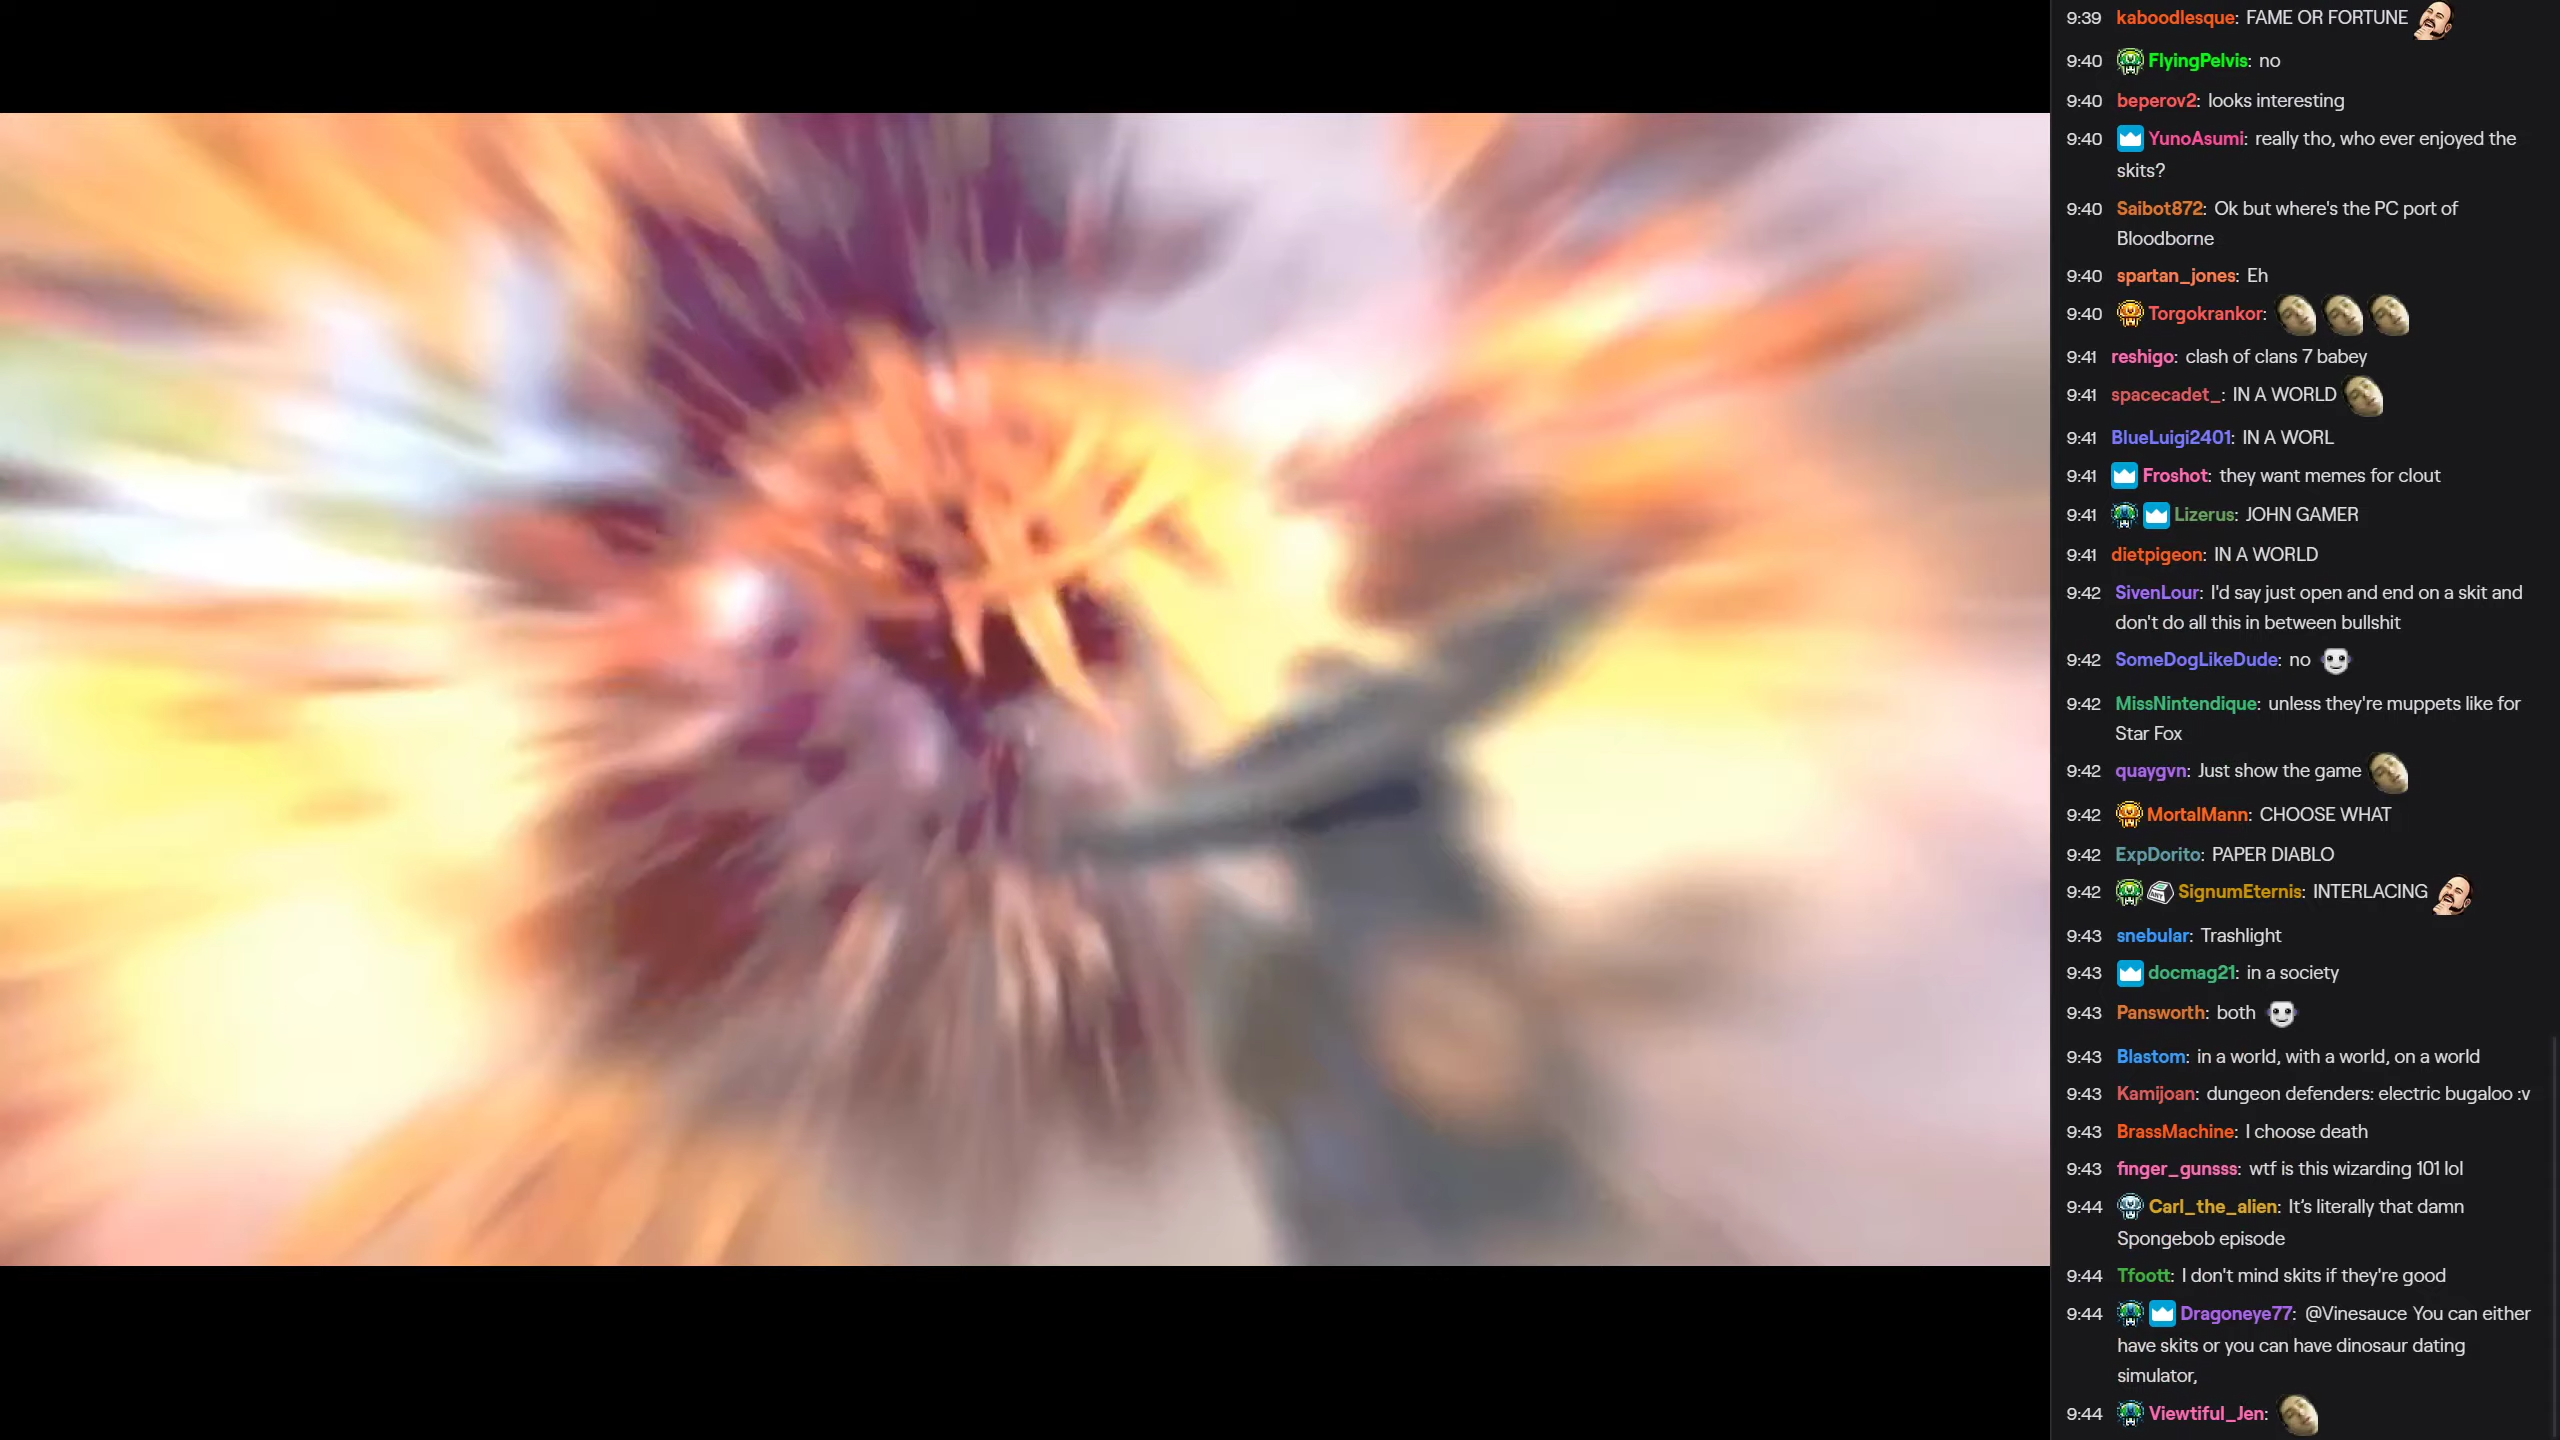 9:39 kaboodlesque: FAME OR FORTUNE
9:40 FlyingPelvis: no
9:40 beperov2: looks interesting
9:40 YunoAsumi: really tho, who ever enjoyed the
skits?
9:40 Saibot872: Ok but where's the PC port of
Bloodborne
9:40 spartan_jones: Eh
9:40 Torgokrankor:
9:41 reshigo: clash of clans 7 babey
9:41 spacecadet_: IN A WORLD
9:41 BlueLuigi2401: IN A WORL
9:41 Froshot: they want memes for clout
9:41 Lizerus: JOHN GAMER
9:41 dietpigeon: IN A WORLD
9:42 SivenLour: I'd say just open and end on a skit and
don't do all this in between bullshit
9:42 SomeDogLikeDude: no
9:42 MissNintendique: unless they're muppets like for
Star Fox
9:42 quaygvn: Just show the game
9:42 MortalMann: CHOOSE WHAT
9:42 ExpDorito: PAPER DIABLO
9:42 SignumEternis: INTERLACING
9:43 snebular: Trashlight
9:43 docmag21: in a society
9:43 Pansworth: both
9:43 Blastom: in a world, with a world, on a world
9:43 Kamijoan: dungeon defenders: electric bugaloo :v
9:43 BrassMachine: I choose death
9:43 finger_gunsss: wtf is this wizarding 101 lol
9:44 Carl_the_alien: It's literally that damn
Spongebob episode
9:44 Tfoott: I don't mind skits if they're good
9:44 Dragoneye77: @Vinesauce You can either
have skits or you can have dinosaur dating
simulator,
9:44 Viewtiful_Jen: